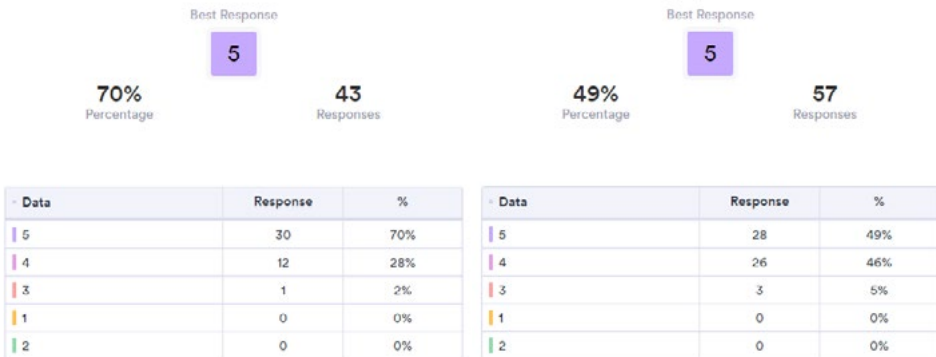 Best Response Best Response
5 5
70% 43 49% 57
Percentage Responses Percentage Responses
Data Response % Data Response %
5 30 70% 5 28 49%
4 12 28% 4 26 46%
3 1 2% 3 3 5%
1 0 0% 1 0 0%
2 0 0% 2 0 0%